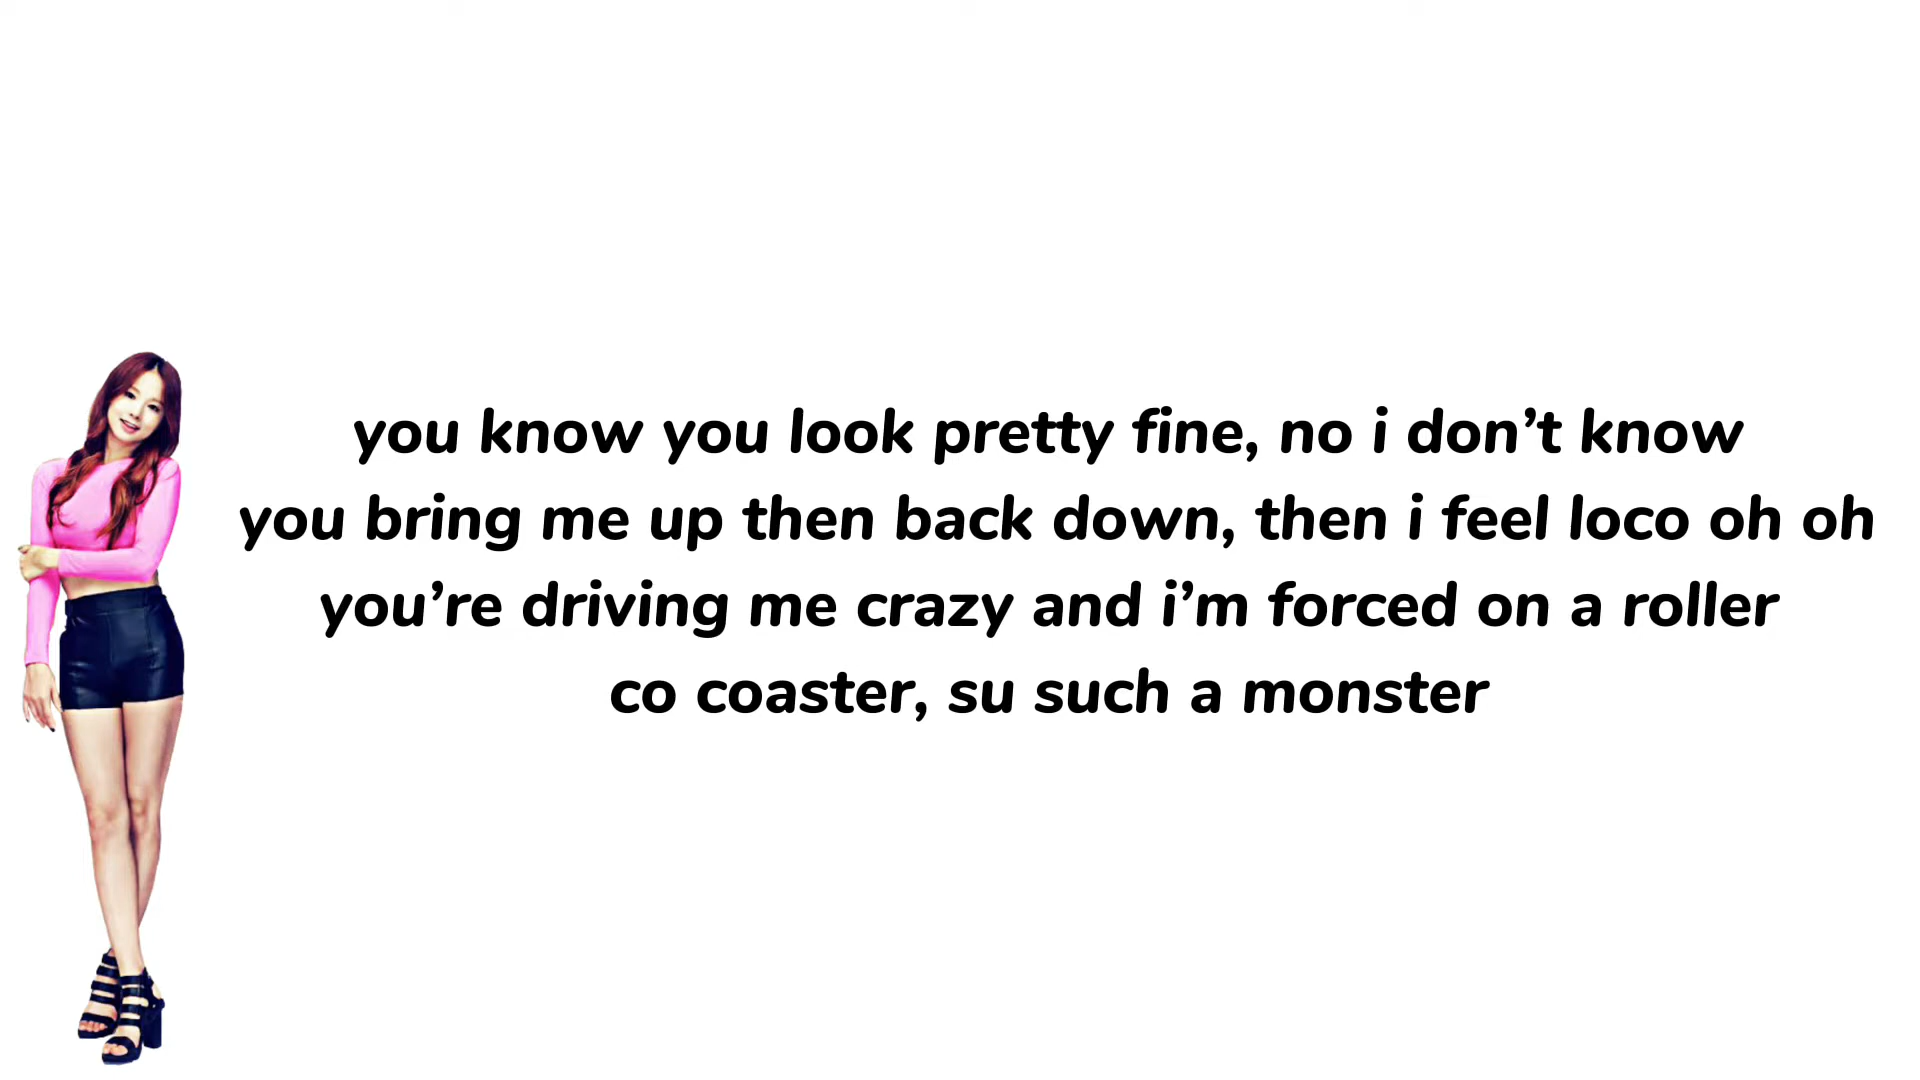 you know you look pretty fine, no i don’t know
you bring me up then back down, then i feel loco oh oh
you’re driving me crazy and i’m forced on a roller
co coaster, su such a monster